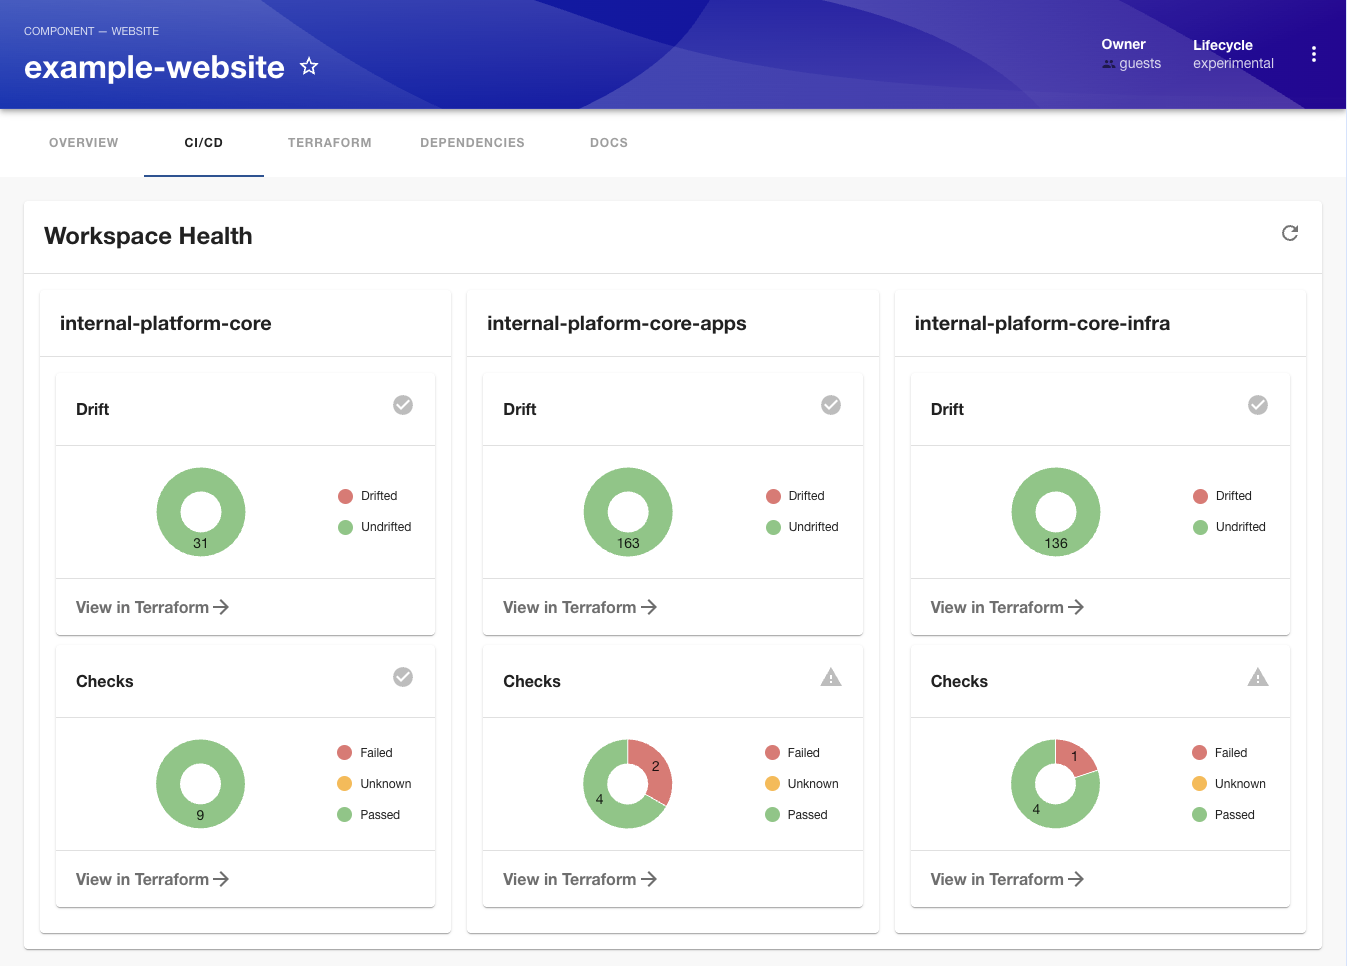 COMPONENT — WEBSITE
example-website
Owner
guests
Lifecycle
experimental
OVERVIEW
CI/CD
TERRAFORM
DEPENDENCIES
DOCS
Workspace Health
internal-platform-core
Drift
31
Drifted
Undrifted
View in Terraform
Checks
9
Failed
Unknown
Passed
View in Terraform
internal-plaform-core-apps
Drift
163
Drifted
Undrifted
View in Terraform
Checks
2
4
Failed
Unknown
Passed
View in Terraform
internal-plaform-core-infra
Drift
136
Drifted
Undrifted
View in Terraform
Checks
1
4
Failed
Unknown
Passed
View in Terraform